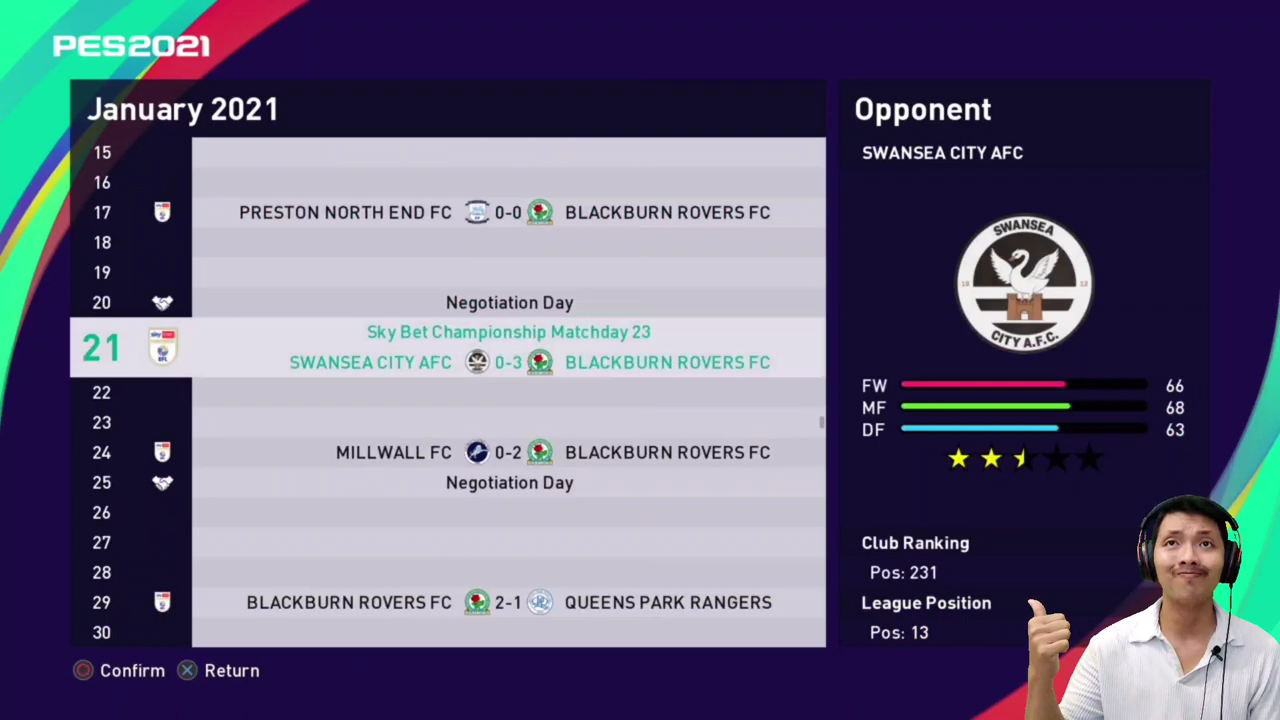 PES2021
January 2021
15
16
17 PRESTON NORTH END FC 0-0 BLACKBURN ROVERS FC
18
19
20 Negotiation Day
Sky Bet Championship Matchday 23
21 SWANSEA CITY AFC 0-3 BLACKBURN ROVERS FC
22
23
24 MILLWALL FC 0-2 BLACKBURN ROVERS FC
25 Negotiation Day
26
27
28
29 BLACKBURN ROVERS FC 2-1 QUEENS PARK RANGERS
30
Confirm Return
Opponent
SWANSEA CITY AFC
SWANSEA
CITY A.F.C.
FW 66
MF 68
DF 63
Club Ranking
Pos: 231
League Position
Pos: 13